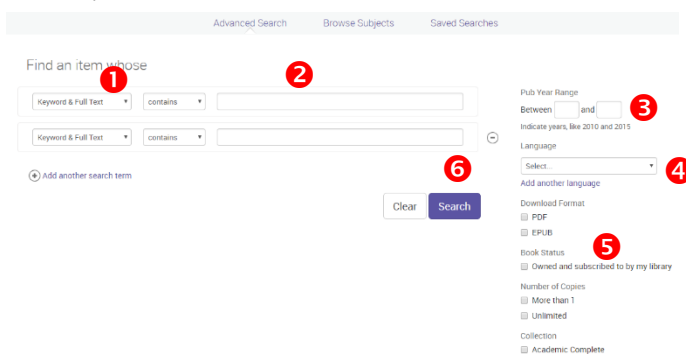 Advanced Search Browse Subjects Saved Searches
Find an item whose
1
2
Keyword & Full Text contains
Keyword & Full Text contains
Add another search term
6
Clear Search
Pub Year Range
Between and
3
Indicate years, like 2010 and 2015
Language
Select...
4
Add another language
Download Format
PDF
EPUB
5
Book Status
Owned and subscribed to by my library
Number of Copies
More than 1
Unlimited
Collection
Academic Complete